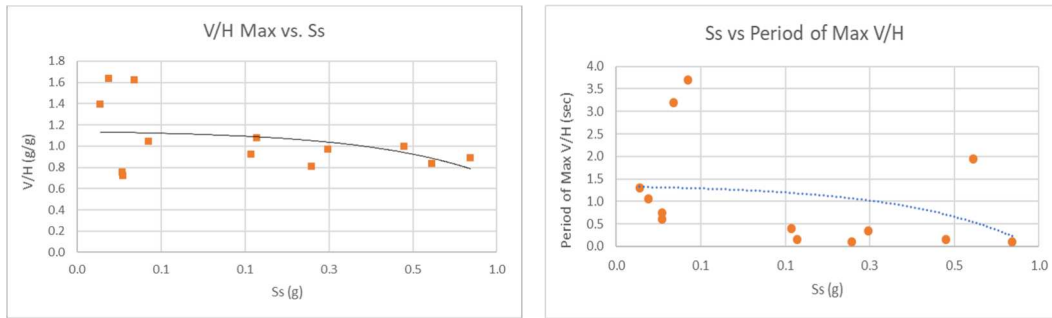 V/H Max vs. Ss
1.8
1.6
1.4
1.2
1.0
0.8
0.6
0.4
0.2
0.0
V/H (g/g)
0.0 0.1 0.1 0.3 0.5 1.0
Ss (g)
Ss vs Period of Max V/H
4.0
3.5
3.0
2.5
2.0
1.5
1.0
0.5
0.0
Period of Max V/H (sec)
0.0 0.1 0.1 0.3 0.5 1.0
Ss (g)